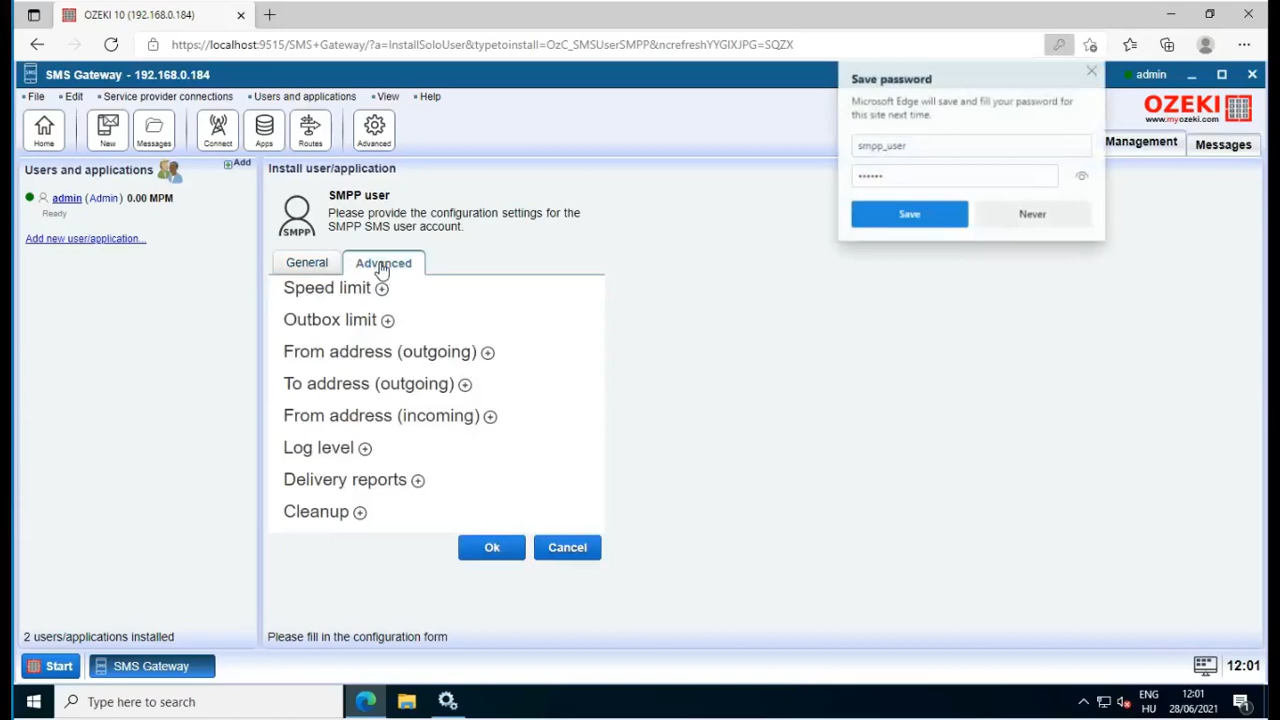 OZEKI 10 (192.168.0.184)
https://localhost:9515/SMS+Gateway/?a=InstallSoloUser&typetoinstall=OzC_SMSUserSMPP&ncrefreshYYGIXJPG=SQZX
SMS Gateway - 192.168.0.184
admin
File Edit Service provider connections Users and applications View Help
OZEKI
www.myozeki.com
Home
New
Messages
Connect
Apps
Routes
Advanced
Management
Messages
Save password
Microsoft Edge will save and fill your password for
this site next time.
smpp_user
••••••
Save
Never
Users and applications
Add
admin (Admin) 0.00 MPM
Ready
Add new user/application...
2 users/applications installed
Install user/application
SMPP
SMPP user
Please provide the configuration settings for the
SMPP SMS user account.
General
Advanced
Speed limit
Outbox limit
From address (outgoing)
To address (outgoing)
From address (incoming)
Log level
Delivery reports
Cleanup
Ok
Cancel
Please fill in the configuration form
Start
SMS Gateway
12:01
Type here to search
ENG
HU
12:01
28/06/2021
1